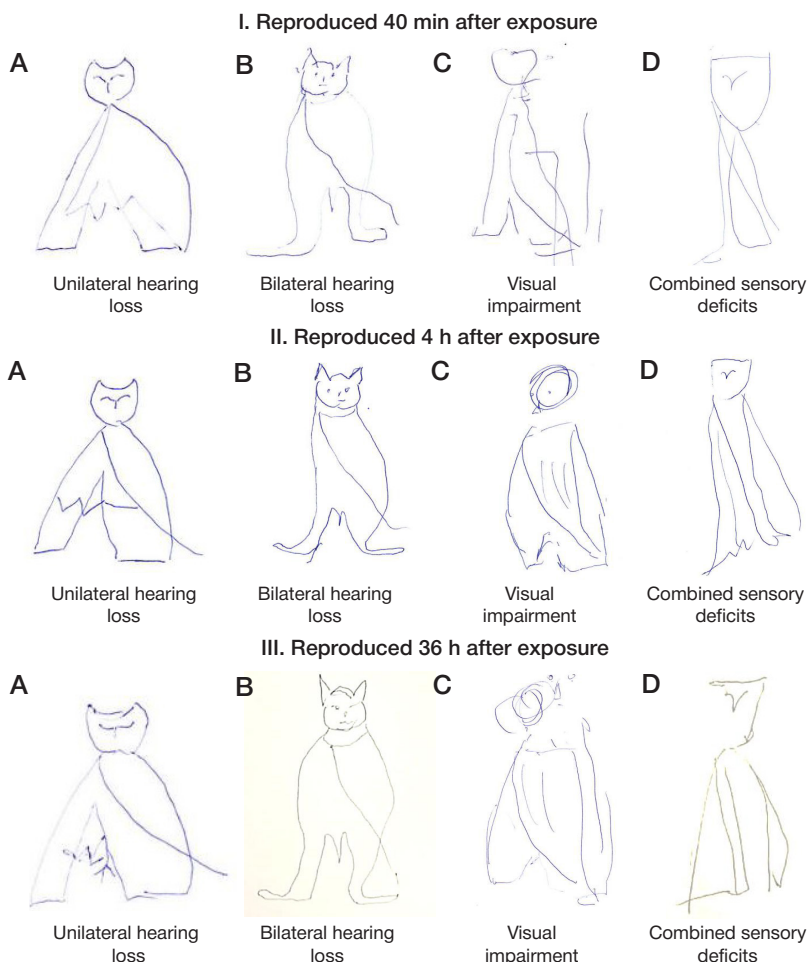 I. Reproduced 40 min after exposure
A B C D
Unilateral hearing loss
Bilateral hearing loss
Visual impairment
Combined sensory deficits
II. Reproduced 4 h after exposure
A B C D
Unilateral hearing loss
Bilateral hearing loss
Visual impairment
Combined sensory deficits
III. Reproduced 36 h after exposure
A B C D
Unilateral hearing loss
Bilateral hearing loss
Visual impairment
Combined sensory deficits